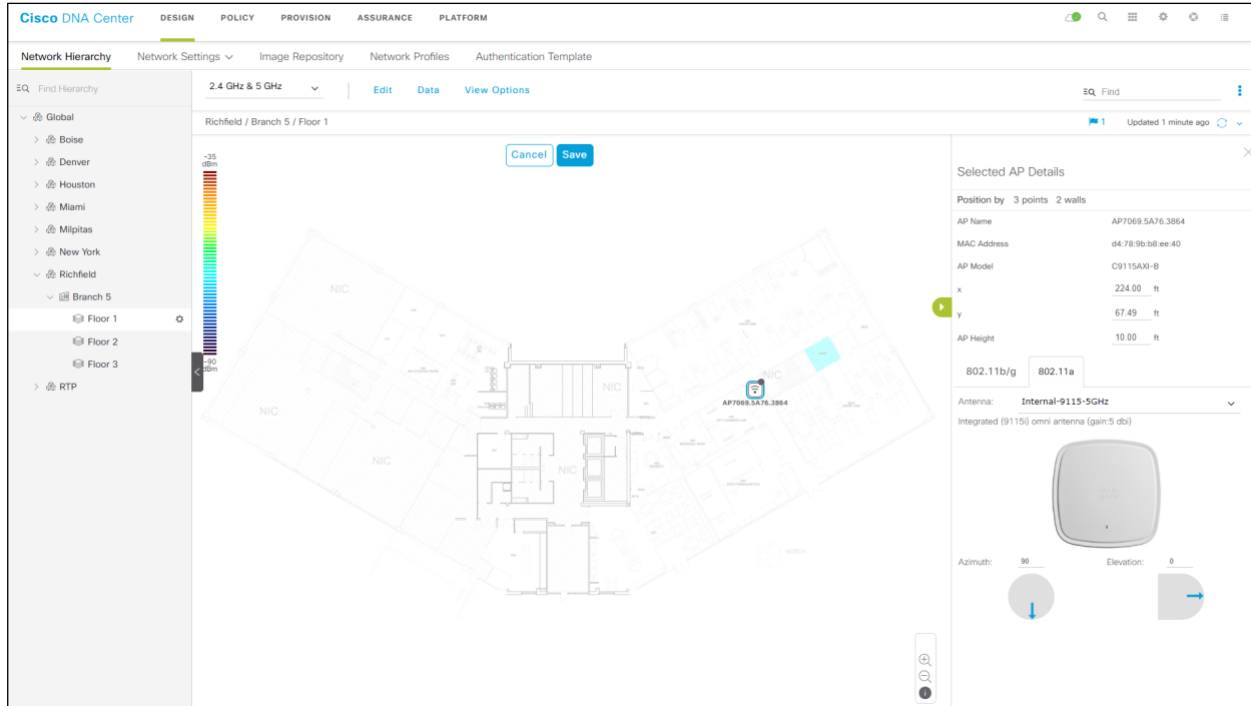 Cisco DNA Center DESIGN POLICY PROVISION ASSURANCE PLATFORM
Network Hierarchy Network Settings Image Repository Network Profiles Authentication Template
Find Hierarchy
2.4 GHz & 5 GHz Edit Data View Options
Find
Global
Richfield / Branch 5 / Floor 1
1 Updated 1 minute ago
Boise
Denver
Houston
Miami
Milpitas
New York
Richfield
Branch 5
Floor 1
Floor 2
Floor 3
RTP
-35
dBm
-90
dBm
Cancel Save
NIC
NIC
NIC
NIC
NIC
NIC
AP7069.5A76.3864
Selected AP Details
Position by 3 points 2 walls
AP Name AP7069.5A76.3864
MAC Address d4:78:9b:b8:ee:40
AP Model C9115AXI-B
x 224.00 ft
y 67.49 ft
AP Height 10.00 ft
802.11b/g 802.11a
Antenna: Internal-9115-5GHz
Integrated (9115i) omni antenna (gain:5 dbi)
Azimuth: 90 Elevation: 0